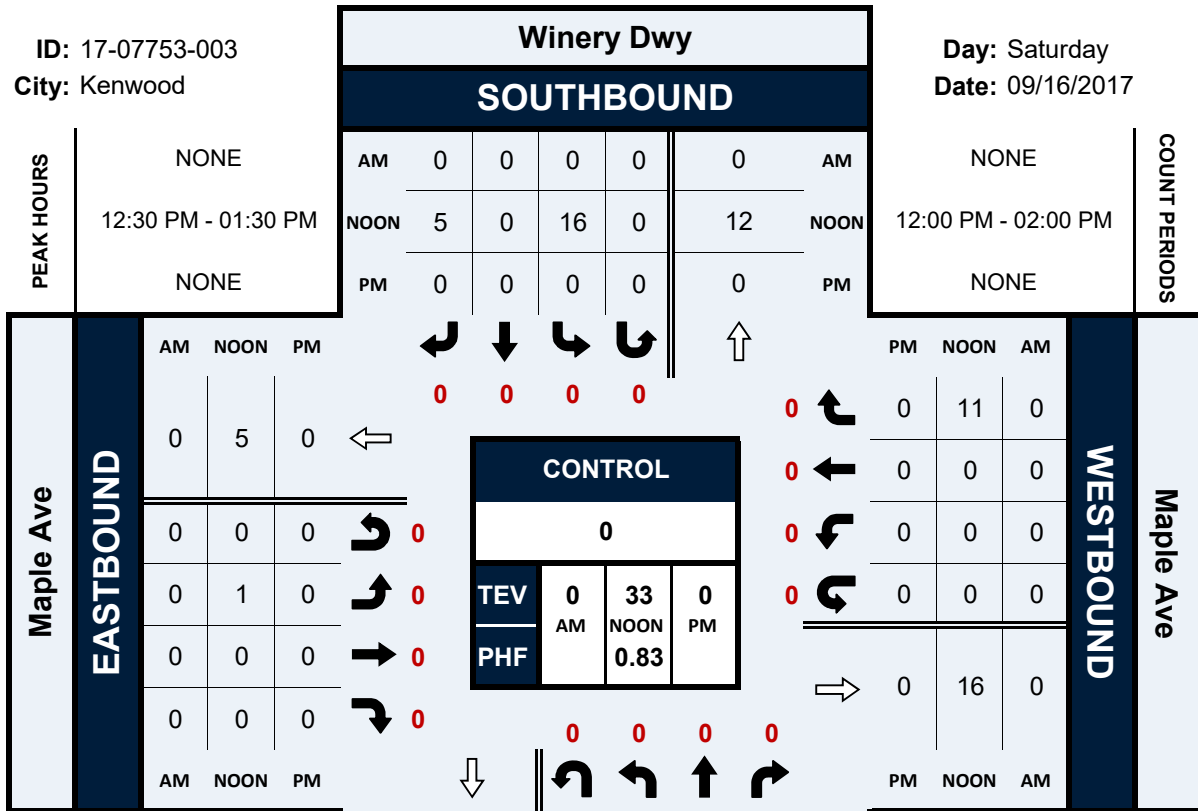 Winery Dwy
ID: 17-07753-003
City: Kenwood
Day: Saturday
Date: 09/16/2017
SOUTHBOUND
PEAK HOURS
NONE
12:30 PM - 01:30 PM
NONE
AM 0 0 0 0 0 AM
NOON 5 0 16 0 12 NOON
PM 0 0 0 0 0 PM
NONE
12:00 PM - 02:00 PM
NONE
COUNT PERIODS
0 0 0 0
Maple Ave
EASTBOUND
AM NOON PM
0 5 0
0 0 0 0
0 1 0 0
0 0 0 0
0 0 0 0
AM NOON PM
CONTROL
0
TEV 0 33 0
AM NOON PM
PHF 0.83
PM NOON AM
0 0 11 0
0 0 0 0
0 0 0 0
0 0 0 0
0 16 0
PM NOON AM
WESTBOUND
Maple Ave
0 0 0 0